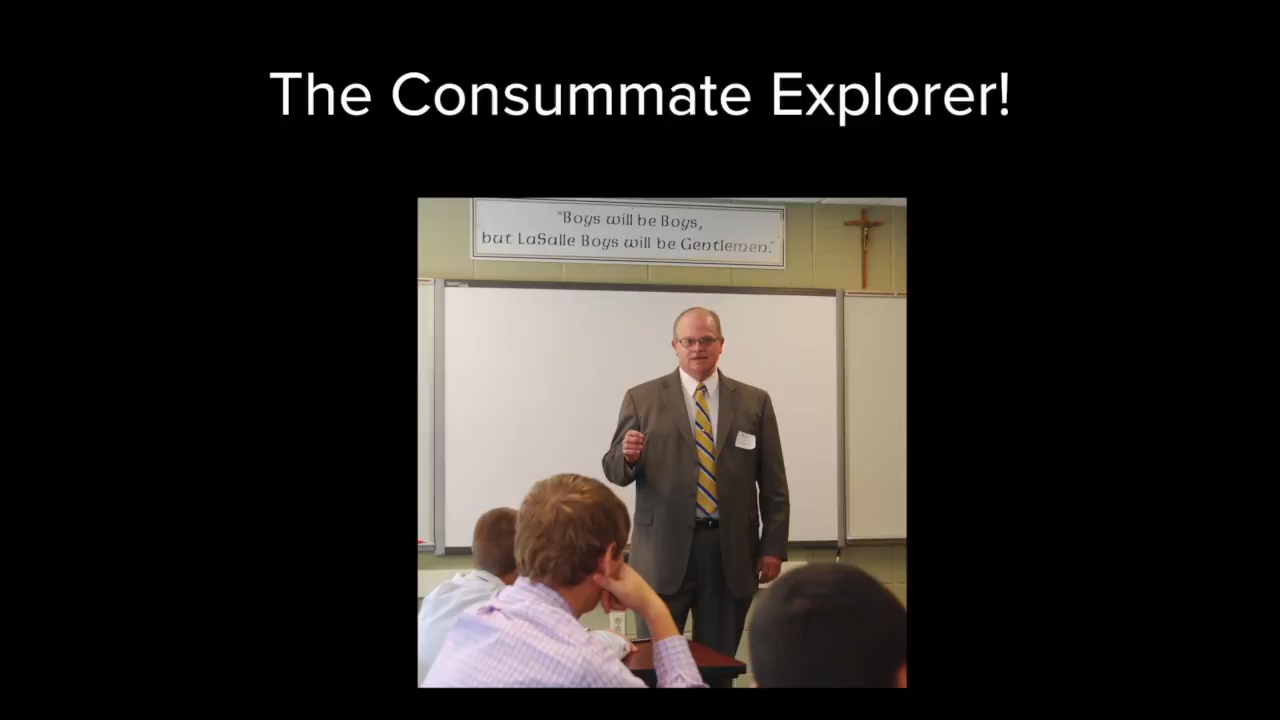 The Consummate Explorer!
"Boys will be Boys,
but LaSalle Boys will be Gentlemen."